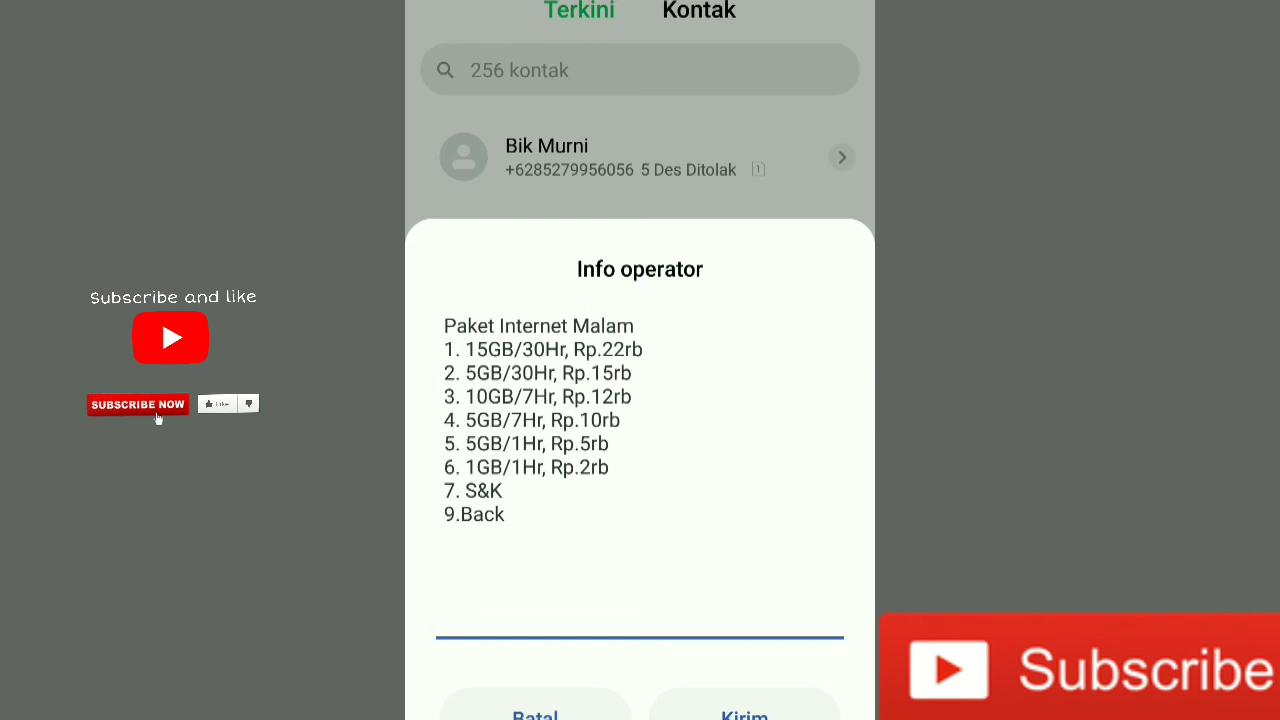 Terkini Kontak
256 kontak
Bik Murni
+6285279956056 5 Des Ditolak 1
Info operator
Paket Internet Malam
1. 15GB/30Hr, Rp.22rb
2. 5GB/30Hr, Rp.15rb
3. 10GB/7Hr, Rp.12rb
4. 5GB/7Hr, Rp.10rb
5. 5GB/1Hr, Rp.5rb
6. 1GB/1Hr, Rp.2rb
7. S&K
9.Back
Batal Kirim
Subscribe and like
SUBSCRIBE NOW Like
Subscribe